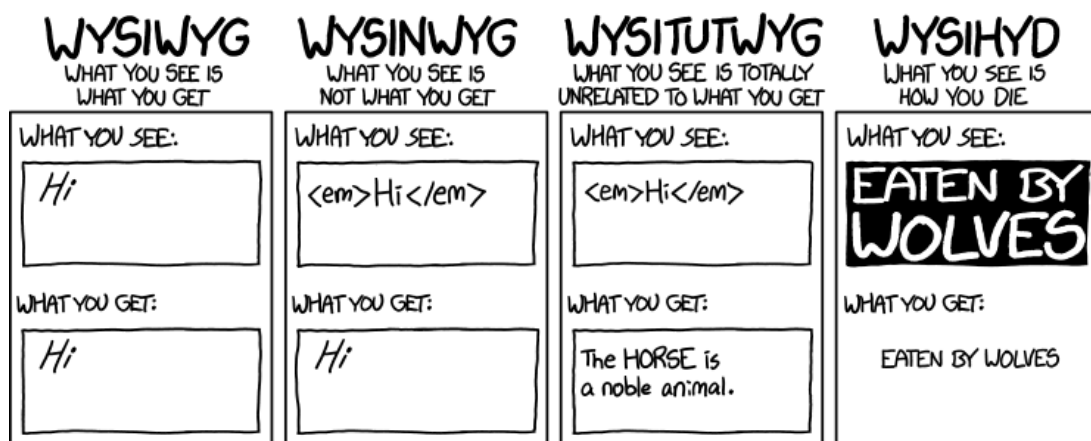 WYSIWYG
WHAT YOU SEE IS
WHAT YOU GET
WHAT YOU SEE:
Hi
WHAT YOU GET:
Hi
WYSINWYG
WHAT YOU SEE IS
NOT WHAT YOU GET
WHAT YOU SEE:
<em>Hi</em>
WHAT YOU GET:
Hi
WYSITUTWYG
WHAT YOU SEE IS TOTALLY
UNRELATED TO WHAT YOU GET
WHAT YOU SEE:
<em>Hi</em>
WHAT YOU GET:
The HORSE is
a noble animal.
WYSIHYD
WHAT YOU SEE IS
HOW YOU DIE
WHAT YOU SEE:
EATEN BY
WOLVES
WHAT YOU GET:
EATEN BY WOLVES